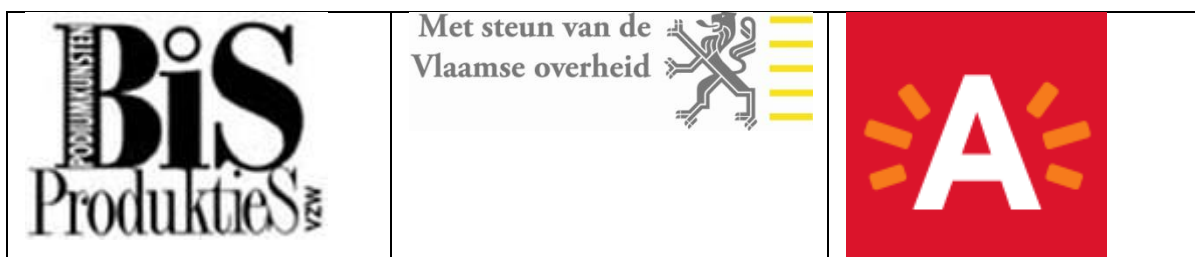 PODIUMKUNSTEN
BiS
ProduktieS
VZW
Met steun van de
Vlaamse overheid
A